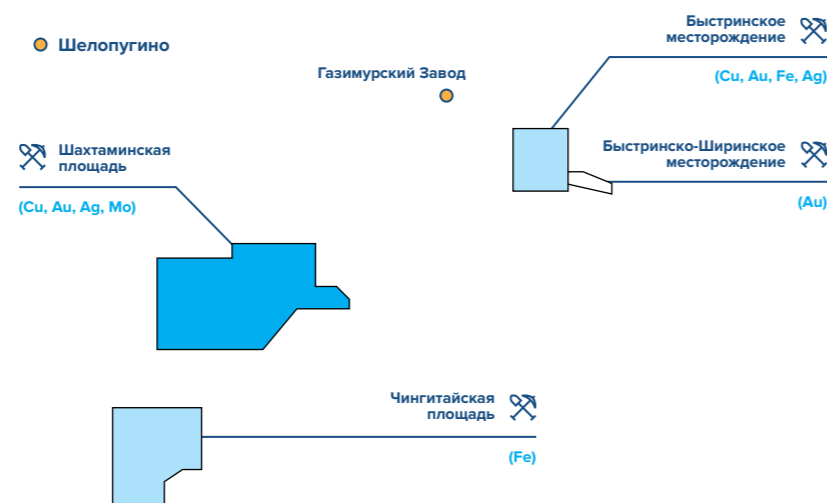 Шелопугино
Газимурский Завод
Быстринское
месторождение
(Cu, Au, Fe, Ag)
Шахтаминская
площадь
(Cu, Au, Ag, Mo)
Быстринско-Ширинское
месторождение
(Au)
Чингитайская
площадь
(Fe)